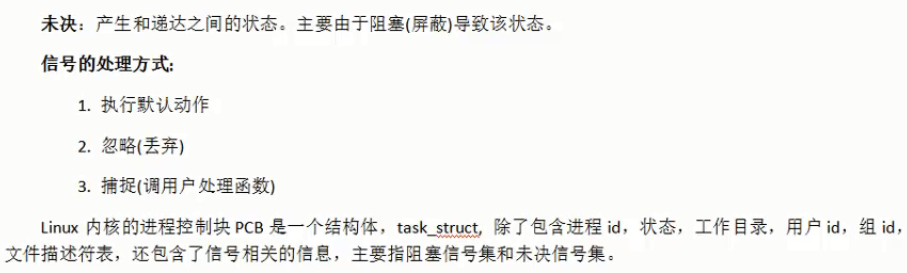 未决：产生和递达之间的状态。主要由于阻塞(屏蔽)导致该状态。
信号的处理方式:
1. 执行默认动作
2. 忽略(丢弃)
3. 捕捉(调用户处理函数)
Linux 内核的进程控制块 PCB 是一个结构体，task_struct, 除了包含进程 id，状态，工作目录，用户 id，组 id，
文件描述符表，还包含了信号相关的信息，主要指阻塞信号集和未决信号集。